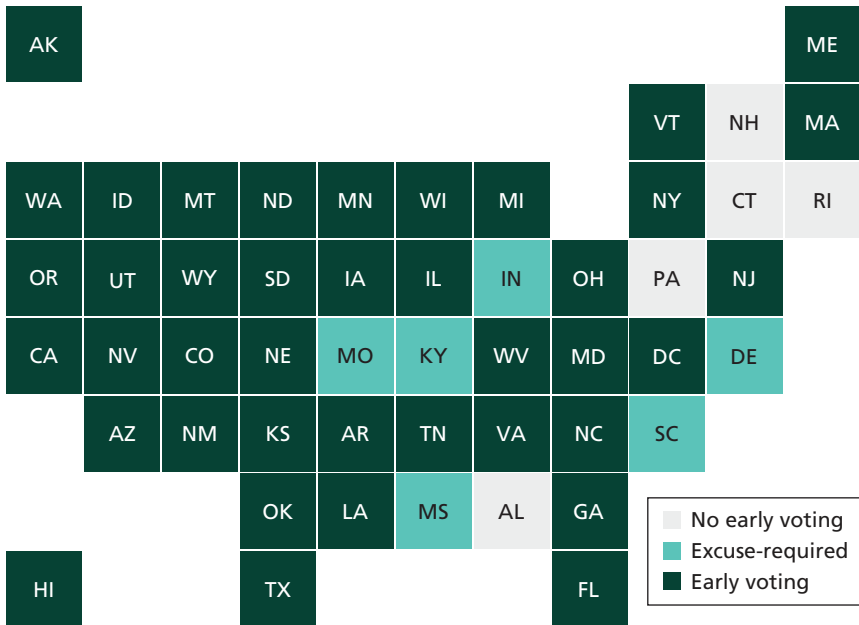 AK ME
VT NH MA
WA ID MT ND MN WI MI NY CT RI
OR UT WY SD IA IL IN OH PA NJ
CA NV CO NE MO KY WV MD DC DE
AZ NM KS AR TN VA NC SC
OK LA MS AL GA
HI TX FL
No early voting
Excuse-required
Early voting